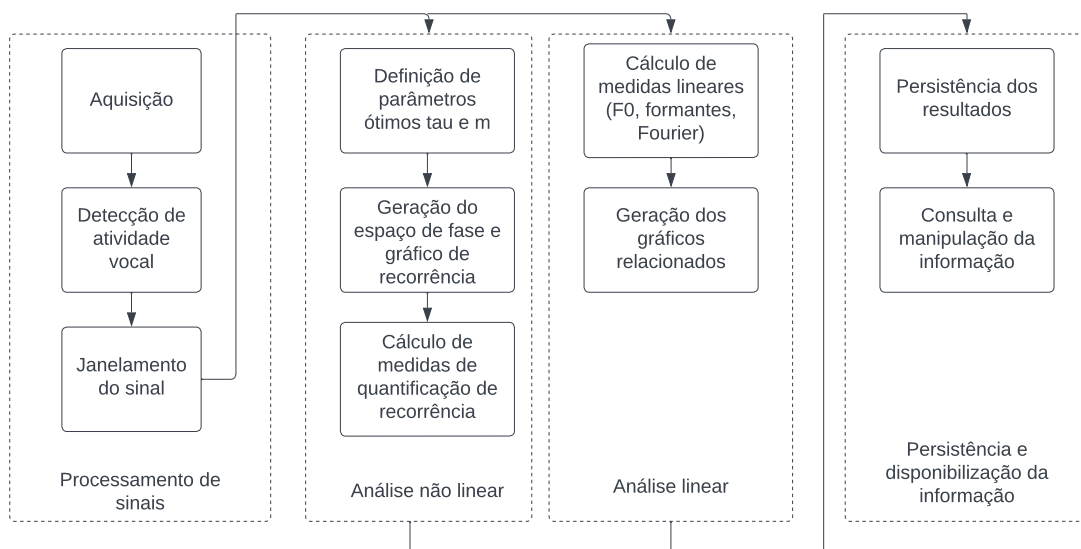 Aquisição
Detecção de
atividade
vocal
Janelamento
do sinal
Processamento de
sinais
Definição de
parâmetros
ótimos tau e m
Geração do
espaço de fase e
gráfico de
recorrência
Cálculo de
medidas de
quantificação de
recorrência
Análise não linear
Cálculo de
medidas lineares
(F0, formantes,
Fourier)
Geração dos
gráficos
relacionados
Análise linear
Persistência dos
resultados
Consulta e
manipulação da
informação
Persistência e
disponibilização da
informação